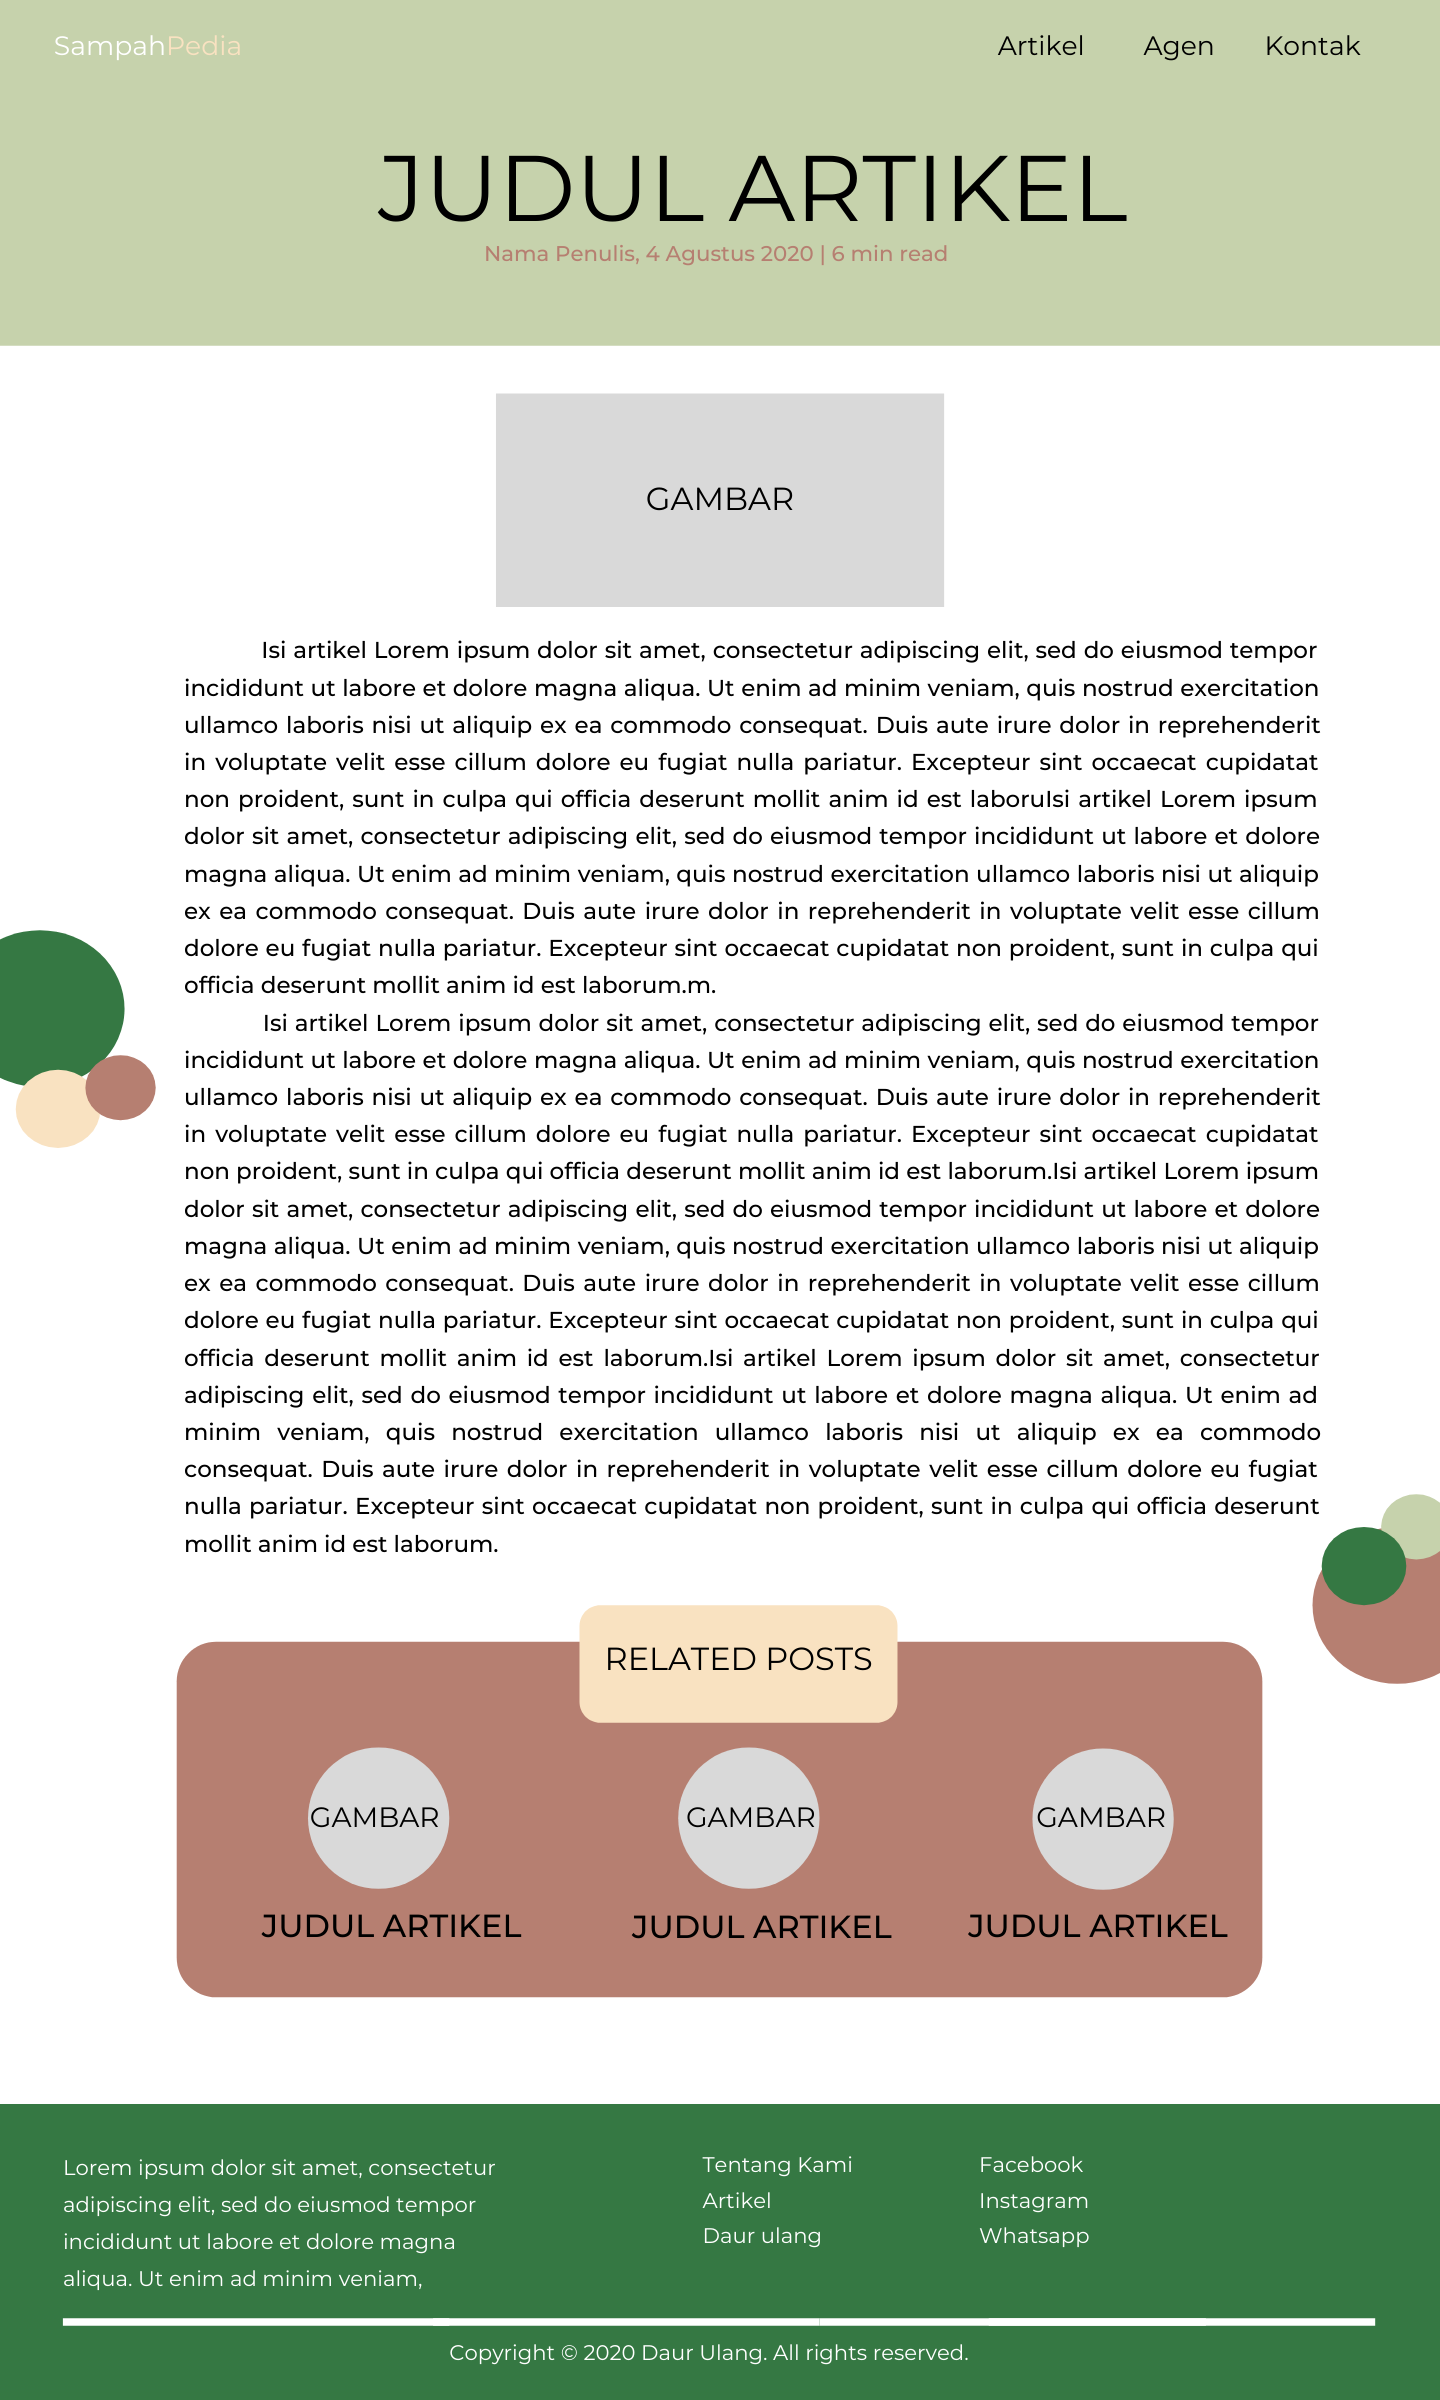 SampahPedia
Artikel Agen Kontak
JUDUL ARTIKEL
Nama Penulis, 4 Agustus 2020 | 6 min read
GAMBAR
Isi artikel Lorem ipsum dolor sit amet, consectetur adipiscing elit, sed do eiusmod tempor
incididunt ut labore et dolore magna aliqua. Ut enim ad minim veniam, quis nostrud exercitation
ullamco laboris nisi ut aliquip ex ea commodo consequat. Duis aute irure dolor in reprehenderit
in voluptate velit esse cillum dolore eu fugiat nulla pariatur. Excepteur sint occaecat cupidatat
non proident, sunt in culpa qui officia deserunt mollit anim id est laboruIsi artikel Lorem ipsum
dolor sit amet, consectetur adipiscing elit, sed do eiusmod tempor incididunt ut labore et dolore
magna aliqua. Ut enim ad minim veniam, quis nostrud exercitation ullamco laboris nisi ut aliquip
ex ea commodo consequat. Duis aute irure dolor in reprehenderit in voluptate velit esse cillum
dolore eu fugiat nulla pariatur. Excepteur sint occaecat cupidatat non proident, sunt in culpa qui
officia deserunt mollit anim id est laborum.m.
Isi artikel Lorem ipsum dolor sit amet, consectetur adipiscing elit, sed do eiusmod tempor
incididunt ut labore et dolore magna aliqua. Ut enim ad minim veniam, quis nostrud exercitation
ullamco laboris nisi ut aliquip ex ea commodo consequat. Duis aute irure dolor in reprehenderit
in voluptate velit esse cillum dolore eu fugiat nulla pariatur. Excepteur sint occaecat cupidatat
non proident, sunt in culpa qui officia deserunt mollit anim id est laborum.Isi artikel Lorem ipsum
dolor sit amet, consectetur adipiscing elit, sed do eiusmod tempor incididunt ut labore et dolore
magna aliqua. Ut enim ad minim veniam, quis nostrud exercitation ullamco laboris nisi ut aliquip
ex ea commodo consequat. Duis aute irure dolor in reprehenderit in voluptate velit esse cillum
dolore eu fugiat nulla pariatur. Excepteur sint occaecat cupidatat non proident, sunt in culpa qui
officia deserunt mollit anim id est laborum.Isi artikel Lorem ipsum dolor sit amet, consectetur
adipiscing elit, sed do eiusmod tempor incididunt ut labore et dolore magna aliqua. Ut enim ad
minim veniam, quis nostrud exercitation ullamco laboris nisi ut aliquip ex ea commodo
consequat. Duis aute irure dolor in reprehenderit in voluptate velit esse cillum dolore eu fugiat
nulla pariatur. Excepteur sint occaecat cupidatat non proident, sunt in culpa qui officia deserunt
mollit anim id est laborum.
RELATED POSTS
GAMBAR GAMBAR GAMBAR
JUDUL ARTIKEL JUDUL ARTIKEL JUDUL ARTIKEL
Lorem ipsum dolor sit amet, consectetur
adipiscing elit, sed do eiusmod tempor
incididunt ut labore et dolore magna
aliqua. Ut enim ad minim veniam,
Tentang Kami
Artikel
Daur ulang
Facebook
Instagram
Whatsapp
Copyright © 2020 Daur Ulang. All rights reserved.